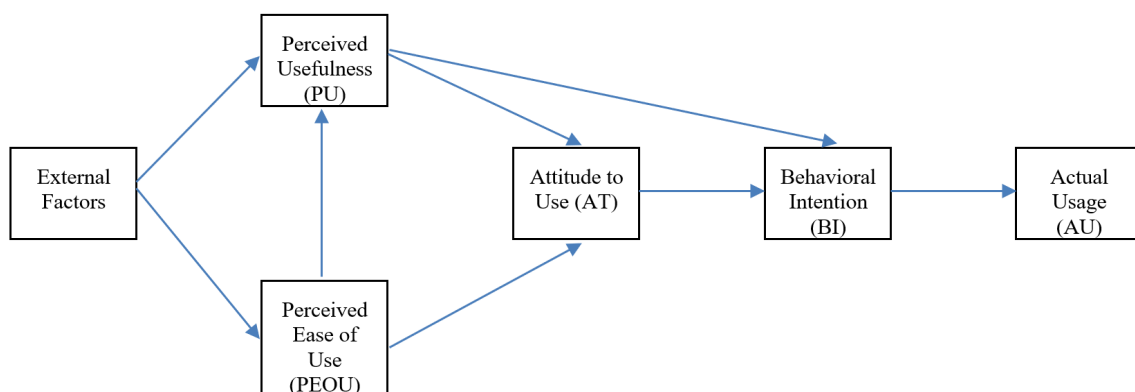 Perceived
Usefulness
(PU)
External
Factors
Attitude to
Use (AT)
Behavioral
Intention
(BI)
Actual
Usage
(AU)
Perceived
Ease of
Use
(PEOU)